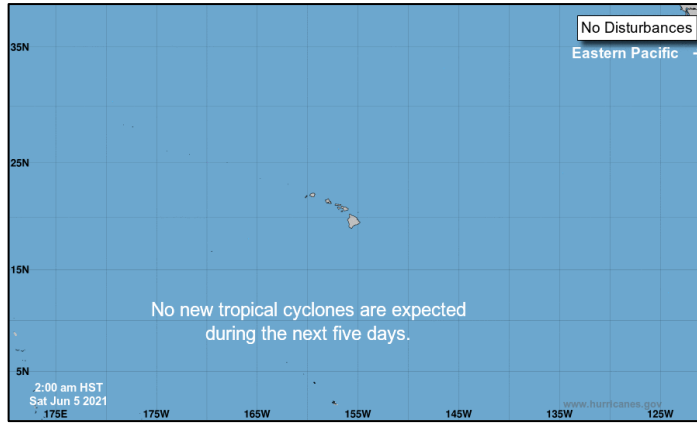 No Disturbances
35N
Eastern Pacific
25N
15N
No new tropical cyclones are expected
during the next five days.
5N
2:00 am HST
Sat Jun 5 2021
www.hurricanes.gov
175E 175W 165W 155W 145W 135W 125W